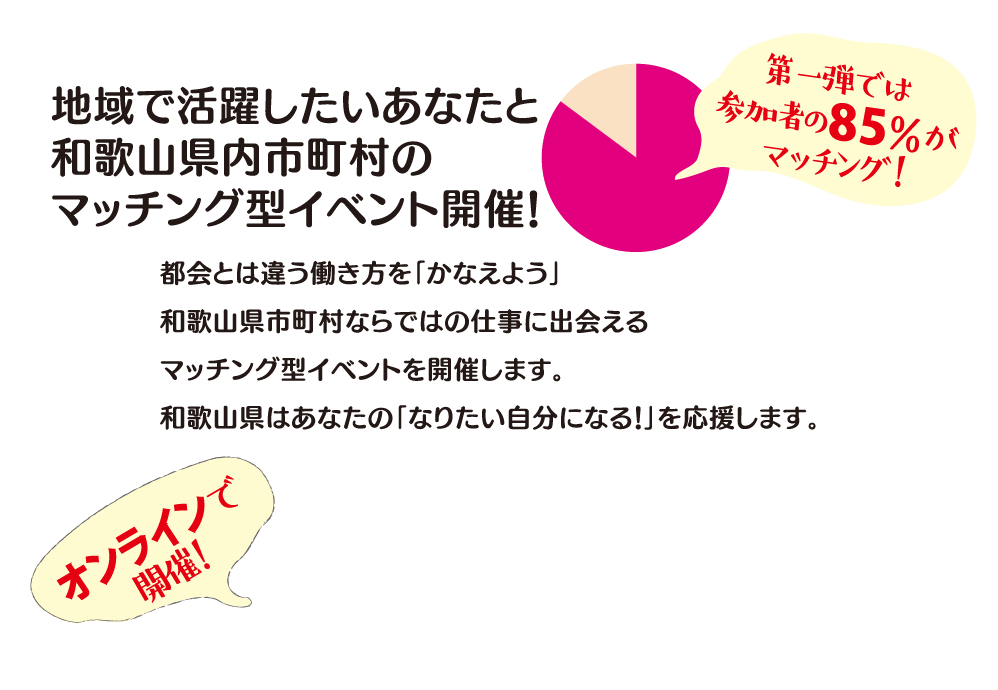 地域で活躍したいあなたと
和歌山県内市町村の
マッチング型イベント開催!
第一弾では
参加者の85%が
マッチング!
都会とは違う働き方を「かなえよう」
和歌山県市町村ならではの仕事に出会える
マッチング型イベントを開催します。
和歌山県はあなたの「なりたい自分になる!」を応援します。
オンラインで
開催!